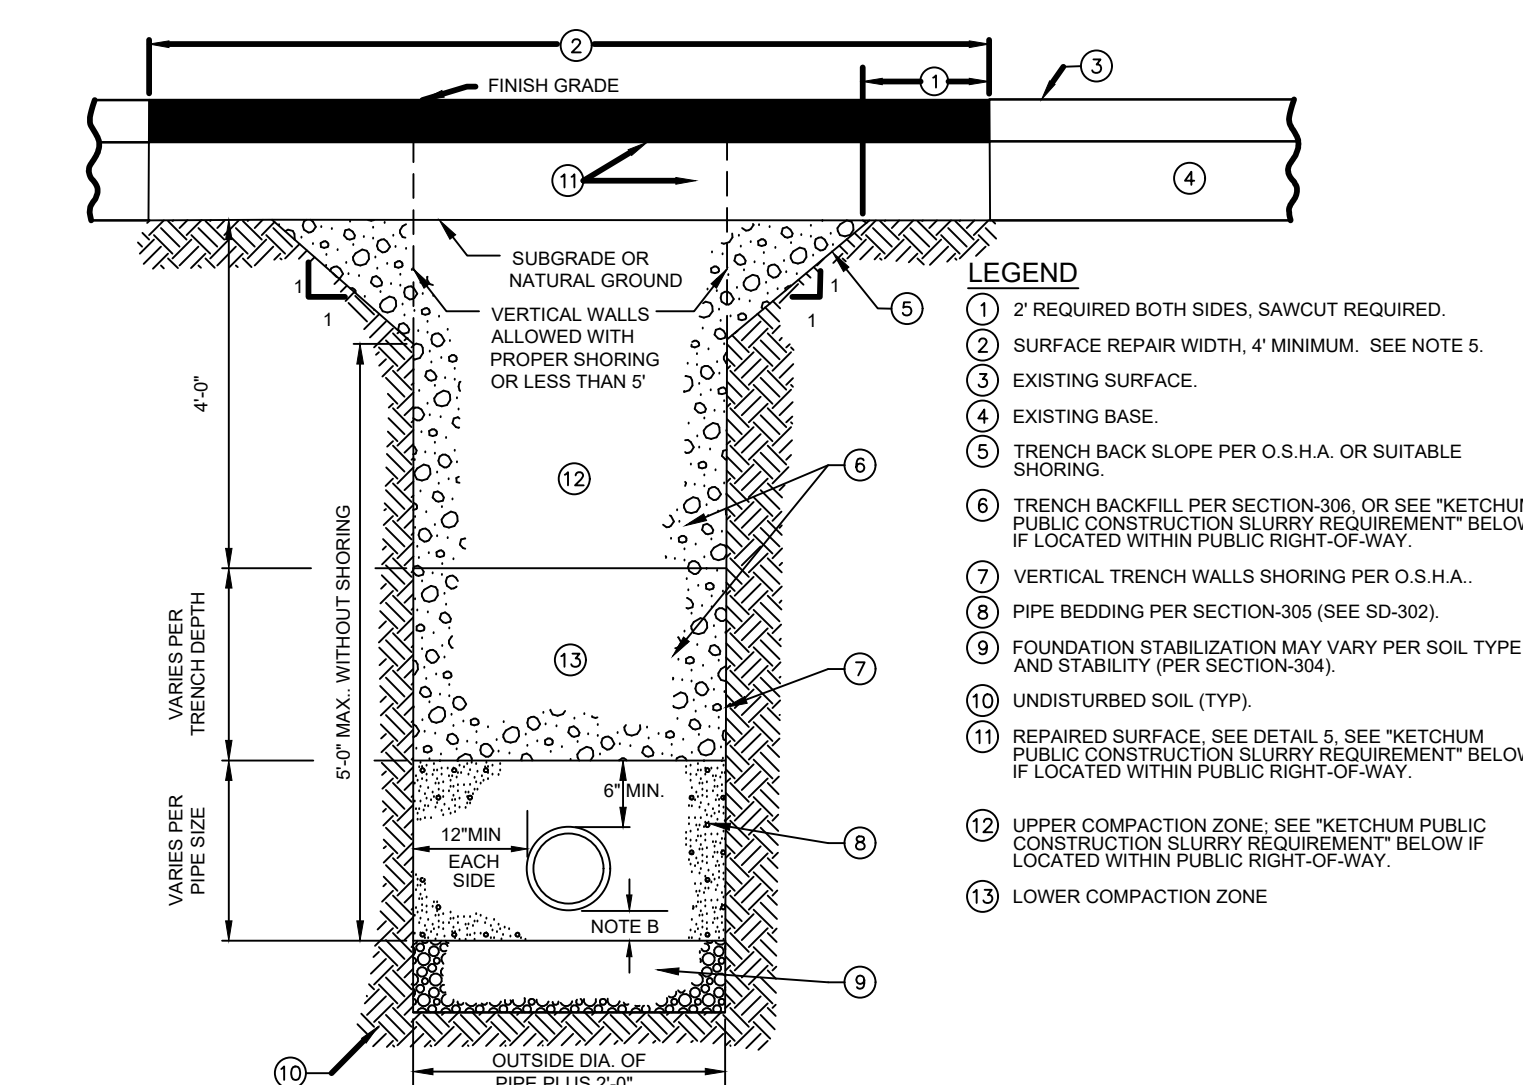 2
1
3
FINISH GRADE
11
4
SUBGRADE OR
NATURAL GROUND
1
1
VERTICAL WALLS
ALLOWED WITH
PROPER SHORING
OR LESS THAN 5'
1
1
5
4'-0"
5'-0" MAX.. WITHOUT SHORING
12
6
VARIES PER
TRENCH DEPTH
13
7
VARIES PER
PIPE SIZE
6" MIN.
12"MIN
EACH
SIDE
8
NOTE B
9
10
OUTSIDE DIA. OF
PIPE PLUS 2'-0"
LEGEND
1 2' REQUIRED BOTH SIDES, SAWCUT REQUIRED.
2 SURFACE REPAIR WIDTH, 4' MINIMUM. SEE NOTE 5.
3 EXISTING SURFACE.
4 EXISTING BASE.
5 TRENCH BACK SLOPE PER O.S.H.A. OR SUITABLE
SHORING.
6 TRENCH BACKFILL PER SECTION-306, OR SEE "KETCHUM
PUBLIC CONSTRUCTION SLURRY REQUIREMENT" BELOW
IF LOCATED WITHIN PUBLIC RIGHT-OF-WAY.
7 VERTICAL TRENCH WALLS SHORING PER O.S.H.A..
8 PIPE BEDDING PER SECTION-305 (SEE SD-302).
9 FOUNDATION STABILIZATION MAY VARY PER SOIL TYPE
AND STABILITY (PER SECTION-304).
10 UNDISTURBED SOIL (TYP).
11 REPAIRED SURFACE, SEE DETAIL 5, SEE "KETCHUM
PUBLIC CONSTRUCTION SLURRY REQUIREMENT" BELOW
IF LOCATED WITHIN PUBLIC RIGHT-OF-WAY.
12 UPPER COMPACTION ZONE; SEE "KETCHUM PUBLIC
CONSTRUCTION SLURRY REQUIREMENT" BELOW IF
LOCATED WITHIN PUBLIC RIGHT-OF-WAY.
13 LOWER COMPACTION ZONE